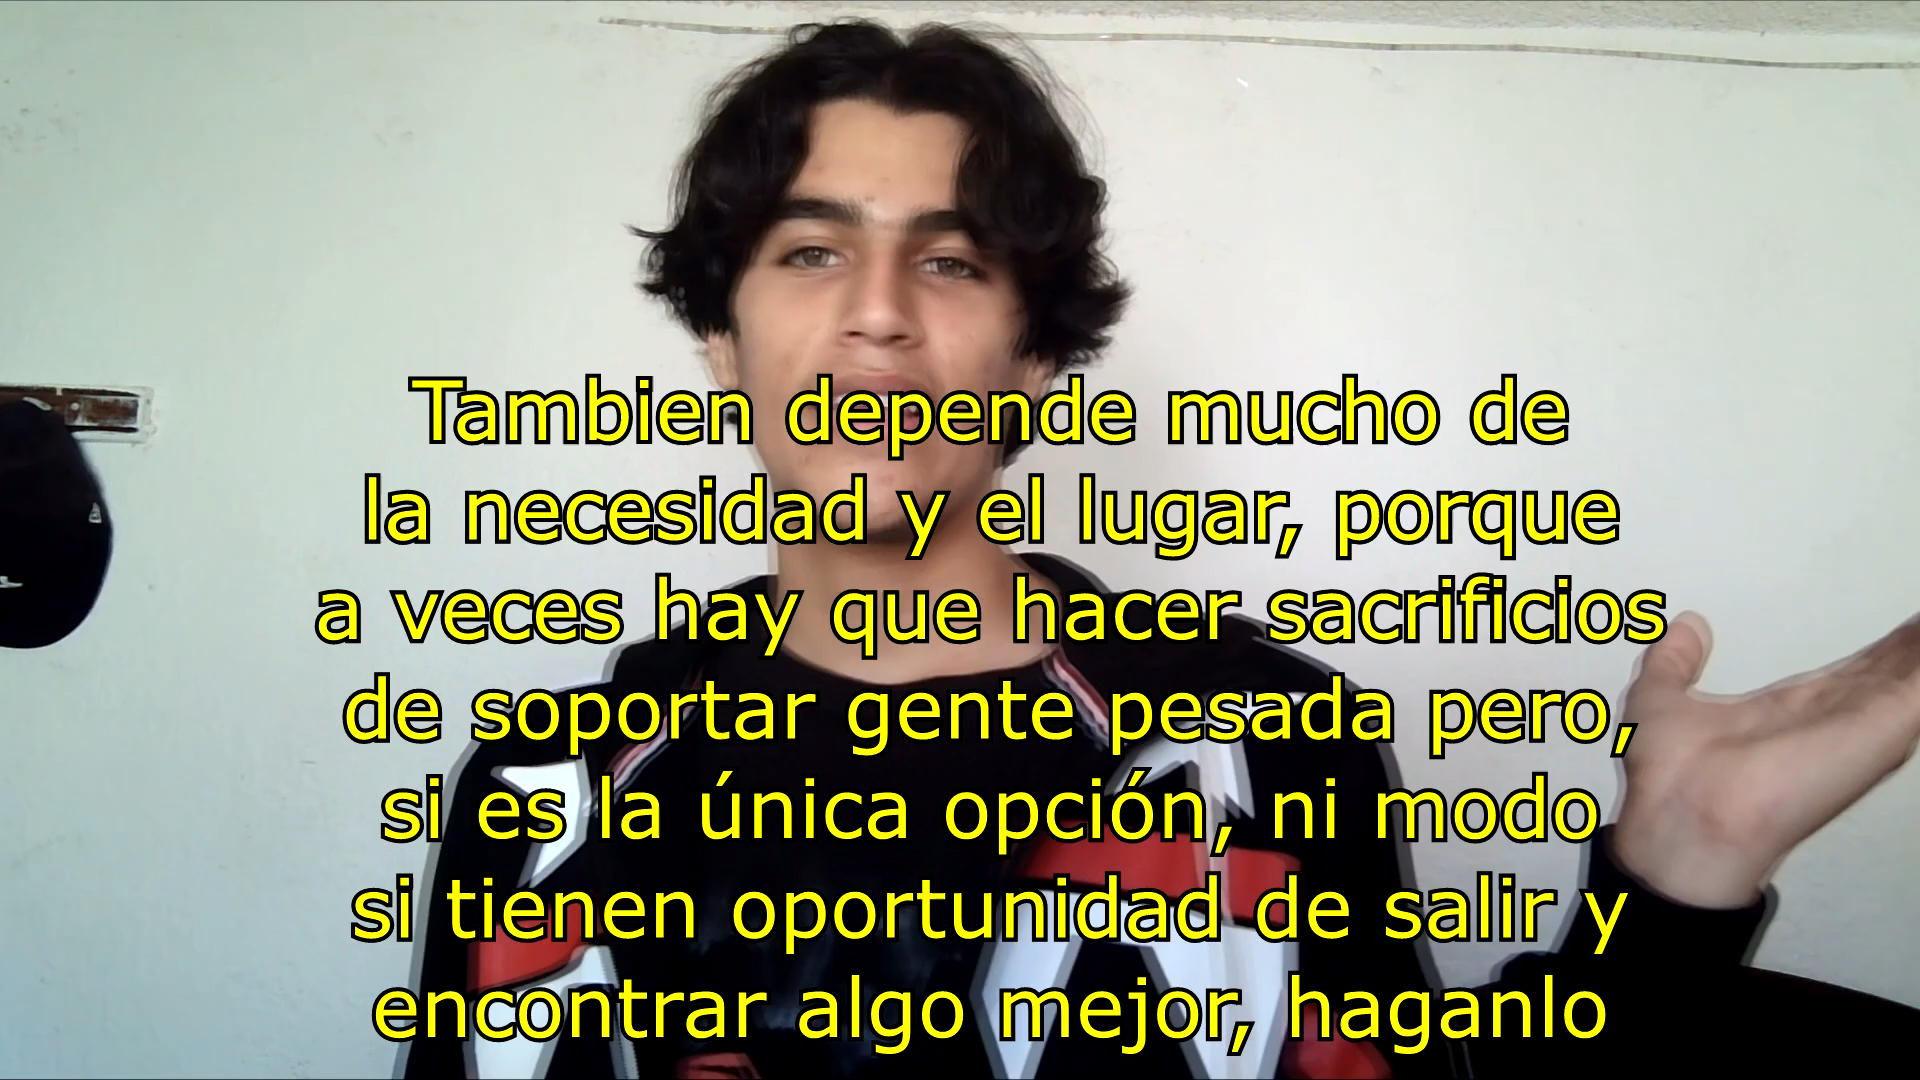 Tambien depende mucho de
la necesidad y el lugar, porque
a veces hay que hacer sacrificios
de soportar gente pesada pero,
si es la única opción, ni modo
si tienen oportunidad de salir y
encontrar algo mejor, haganlo